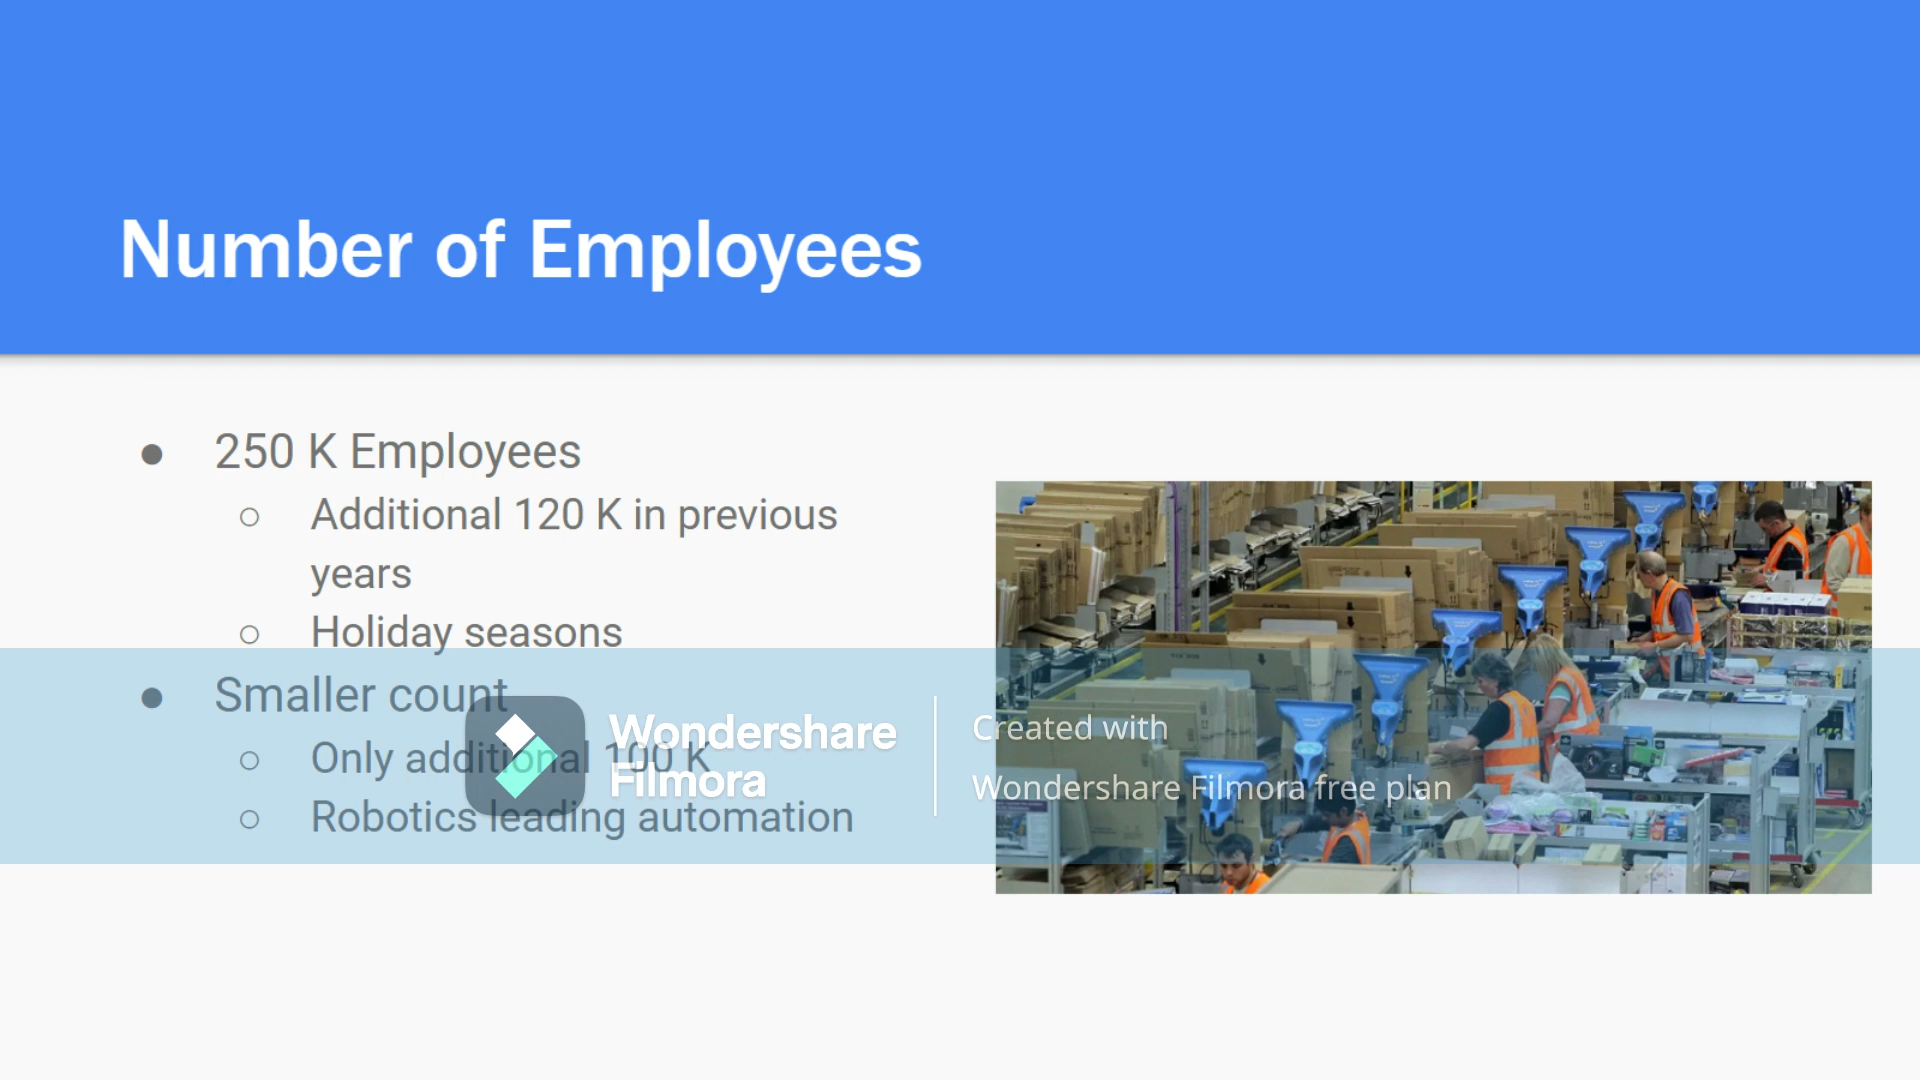 Number of Employees
● 250 K Employees
○ Additional 120 K in previous
years
○ Holiday seasons
● Smaller count
○ Only additional 100 K
○ Robotics leading automation
Wondershare
Filmora
Created with
Wondershare Filmora free plan